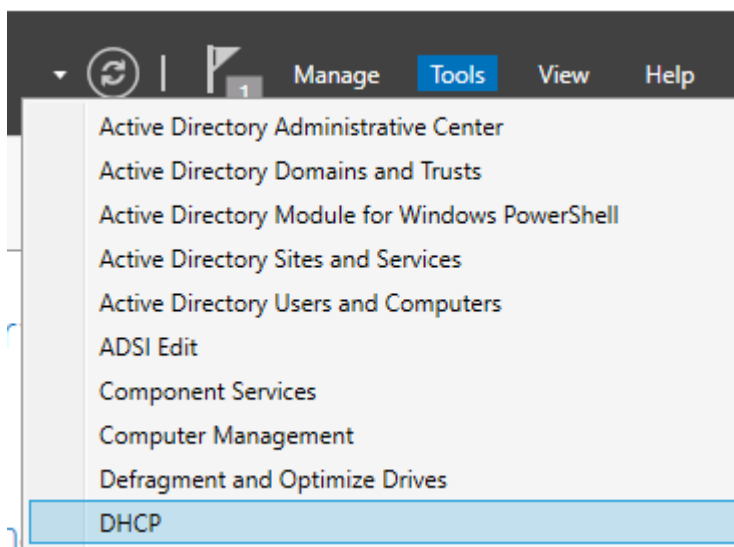 1 Manage Tools View Help
Active Directory Administrative Center
Active Directory Domains and Trusts
Active Directory Module for Windows PowerShell
Active Directory Sites and Services
Active Directory Users and Computers
ADSI Edit
Component Services
Computer Management
Defragment and Optimize Drives
DHCP